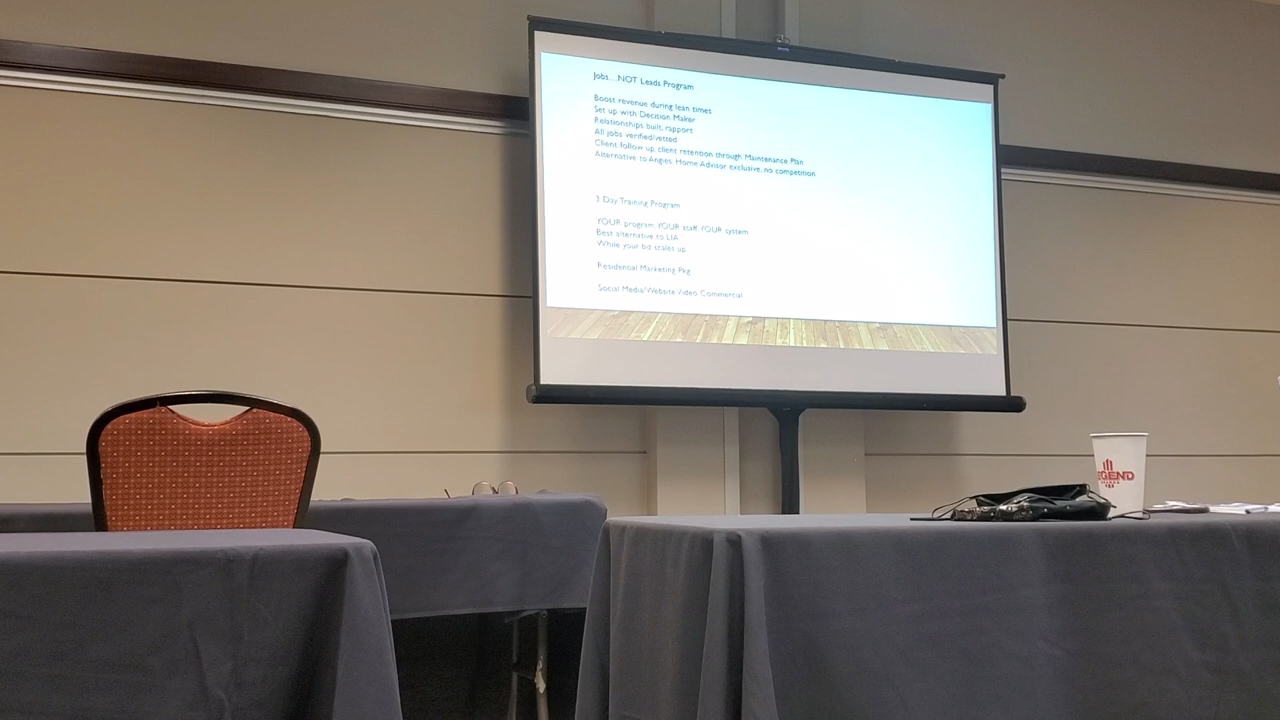 Jobs....NOT Leads Program
Boost revenue during lean times
Set up with Decision Maker
Relationships built, rapport
All jobs verified/vetted
Client follow up, client retention through Maintenance Plan
Alternative to Angies, Home Advisor exclusive, no competition
3 Day Training Program
YOUR program, YOUR staff, YOUR system
Best alternative to LIA
While your biz scales up
Residential Marketing Pkg
Social Media/Website Video Commercial
EGEND